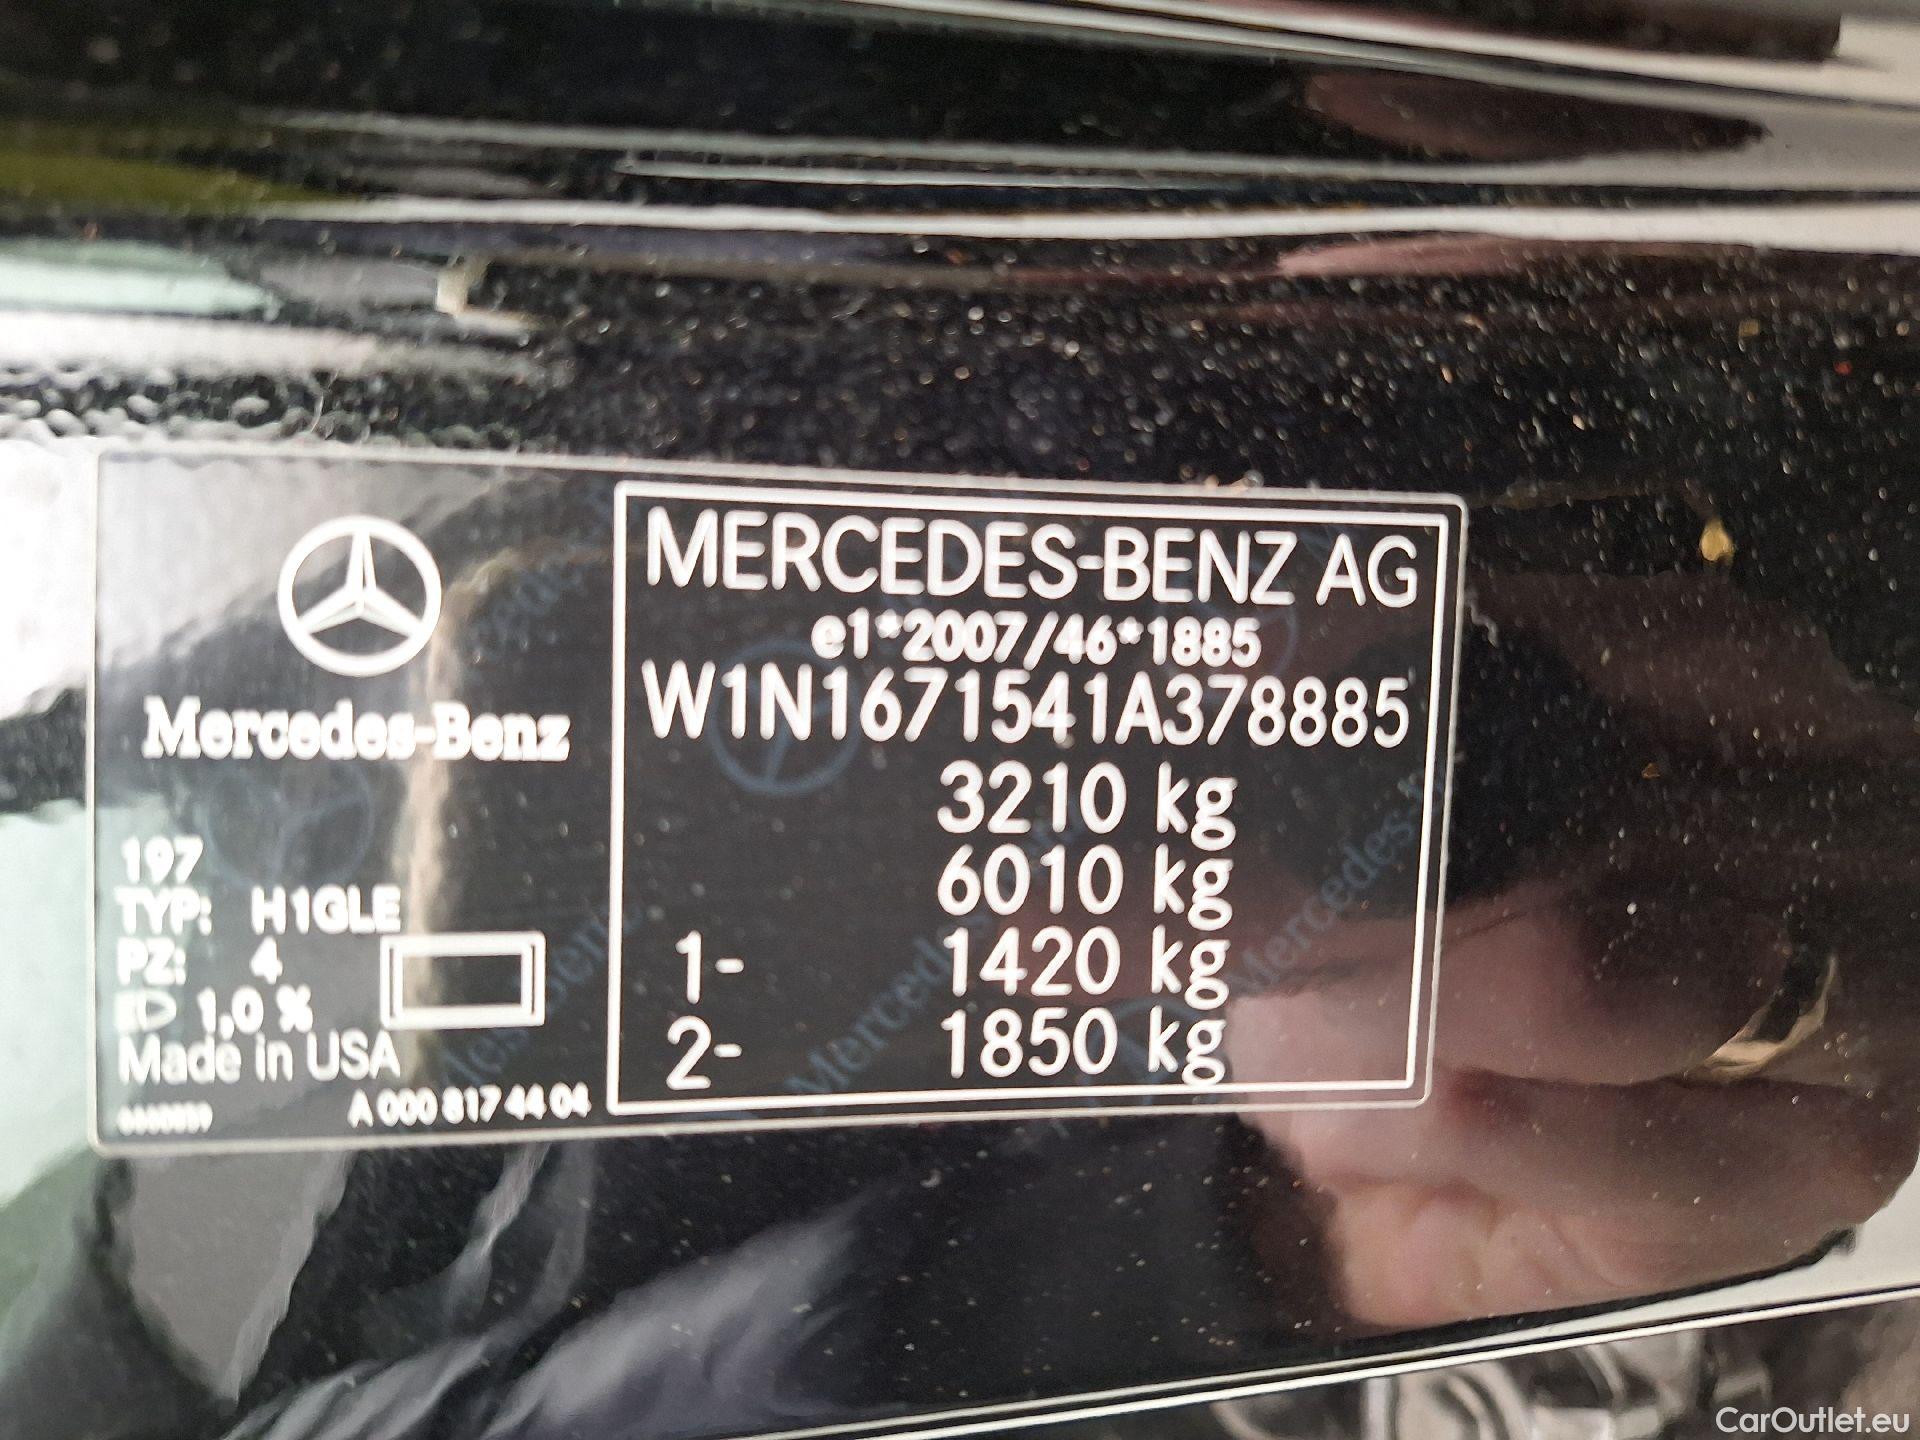 Mercedes-Benz
197
TYP: H1GLE
PZ: 4
1,0 %
Made in USA
A 000 817 44 04
MERCEDES-BENZ AG
e1*2007/46*1885
W1N1671541A378885
3210 kg
6010 kg
1- 1420 kg
2- 1850 kg
CarOutlet.eu